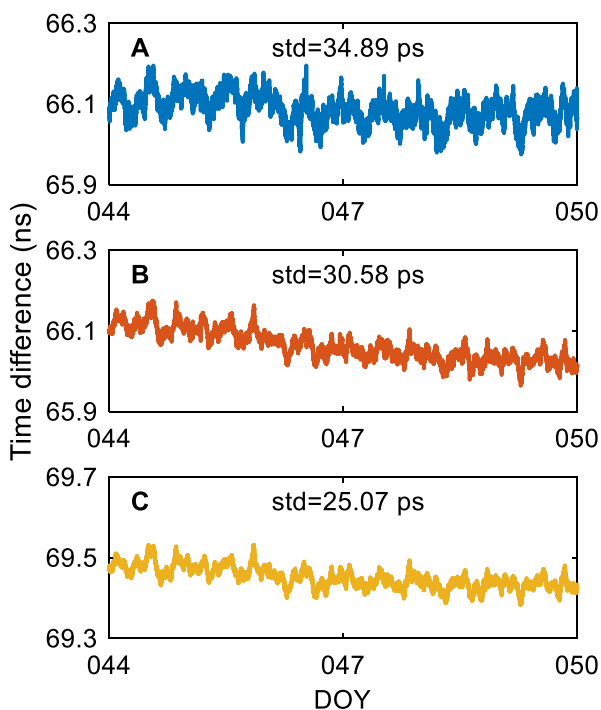 66.3
A std=34.89 ps
66.1
65.9
044 047 050
66.3
B std=30.58 ps
66.1
65.9
044 047 050
Time difference (ns)
69.7
C std=25.07 ps
69.5
69.3
044 047 050
DOY